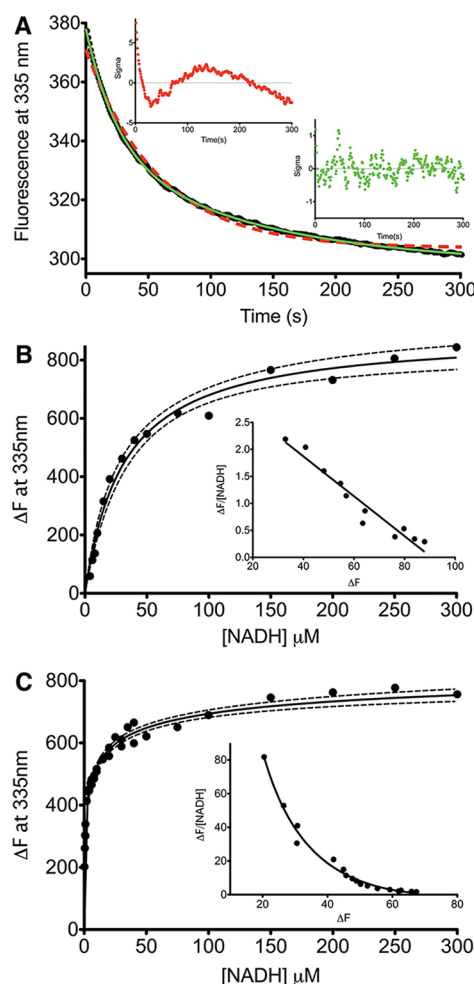 A
Fluorescence at 335 nm
380
360
340
320
300
0 50 100 150 200 250 300
Time (s)
Sigma
5
0
-5
0 100 200 300
Time(s)
Sigma
1
0
-1
0 100 200 300
Time(s)
B
ΔF at 335nm
800
600
400
200
0
0 50 100 150 200 250 300
[NADH] μM
ΔF/[NADH]
2.5
2.0
1.5
1.0
0.5
0.0
20 40 60 80 100
ΔF
C
ΔF at 335nm
800
600
400
200
0
0 50 100 150 200 250 300
[NADH] μM
ΔF/[NADH]
80
60
40
20
0
20 40 60 80
ΔF